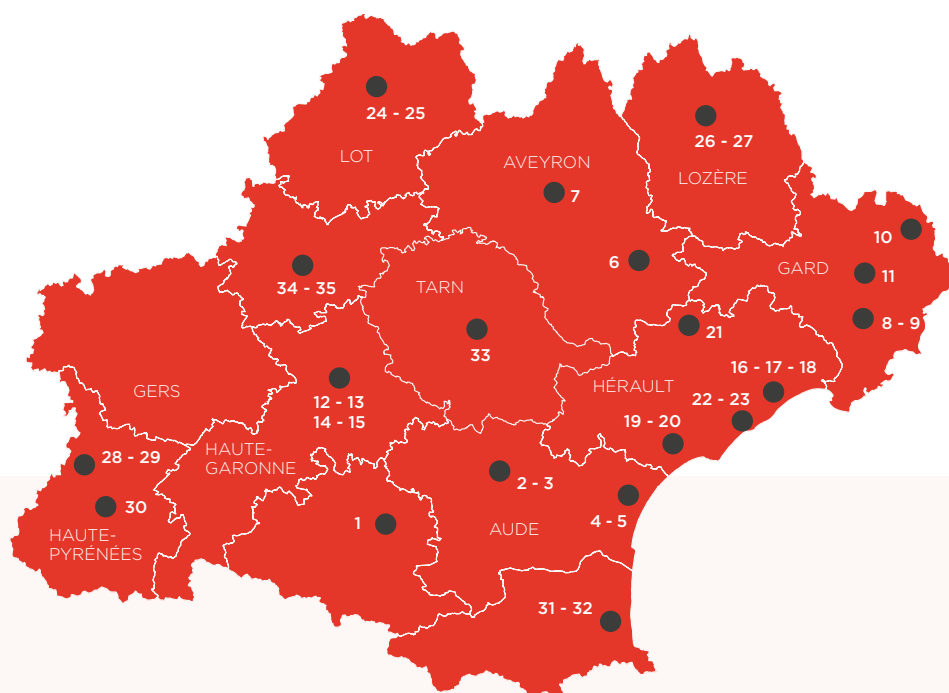 24 - 25
LOT
AVEYRON
7
26 - 27
LOZÈRE
10
GARD
11
8 - 9
6
34 - 35
TARN
33
21
16 - 17 - 18
HÉRAULT
22 - 23
19 - 20
GERS
12 - 13
14 - 15
HAUTE-
GARONNE
28 - 29
30
HAUTE-
PYRÉNÉES
1
2 - 3
4 - 5
AUDE
31 - 32